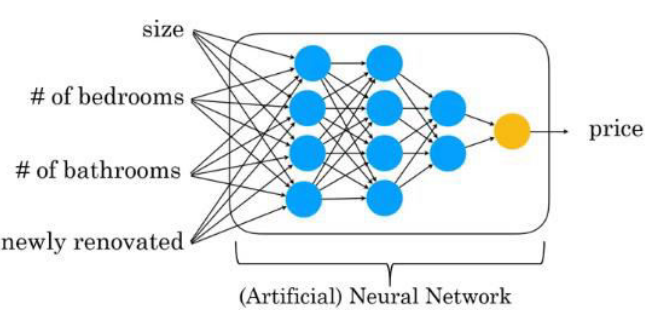 size
# of bedrooms
# of bathrooms
newly renovated
price
(Artificial) Neural Network